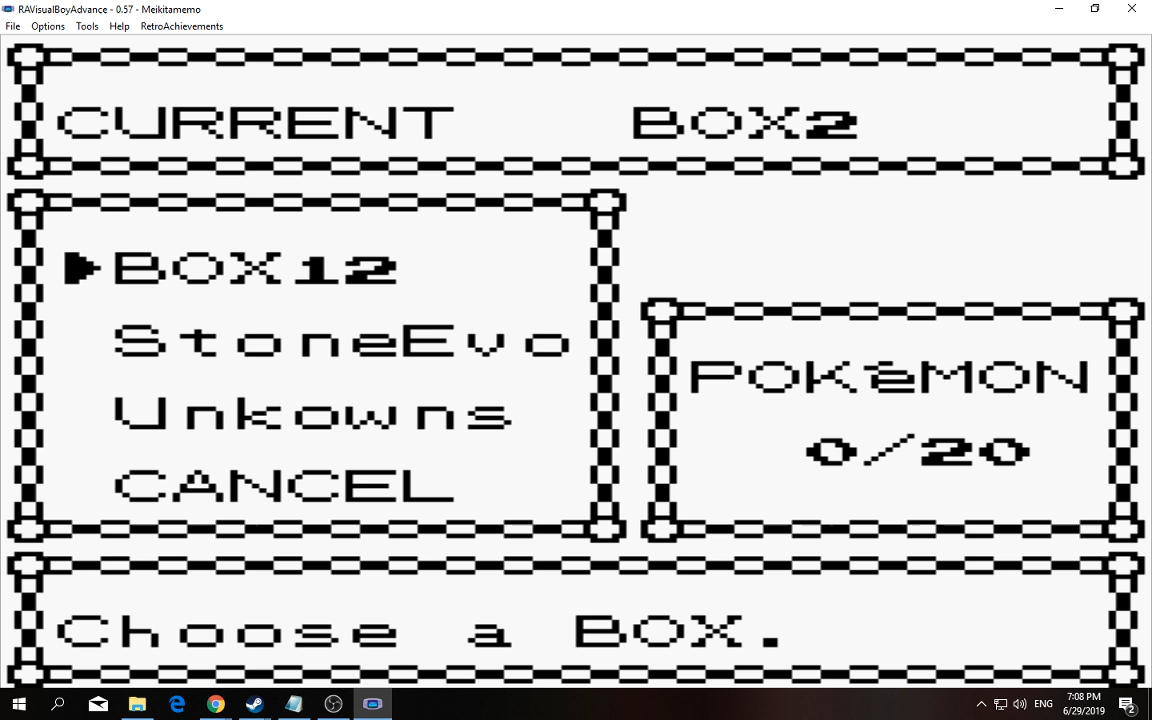 RAVisualBoyAdvance - 0.57 - Meikitamemo
File Options Tools Help RetroAchievements
CURRENT BOX2
BOX12
StoneEvo
Unkowns
CANCEL
POKéMON
0/20
Choose a BOX.
ENG
7:08 PM
6/29/2019
2